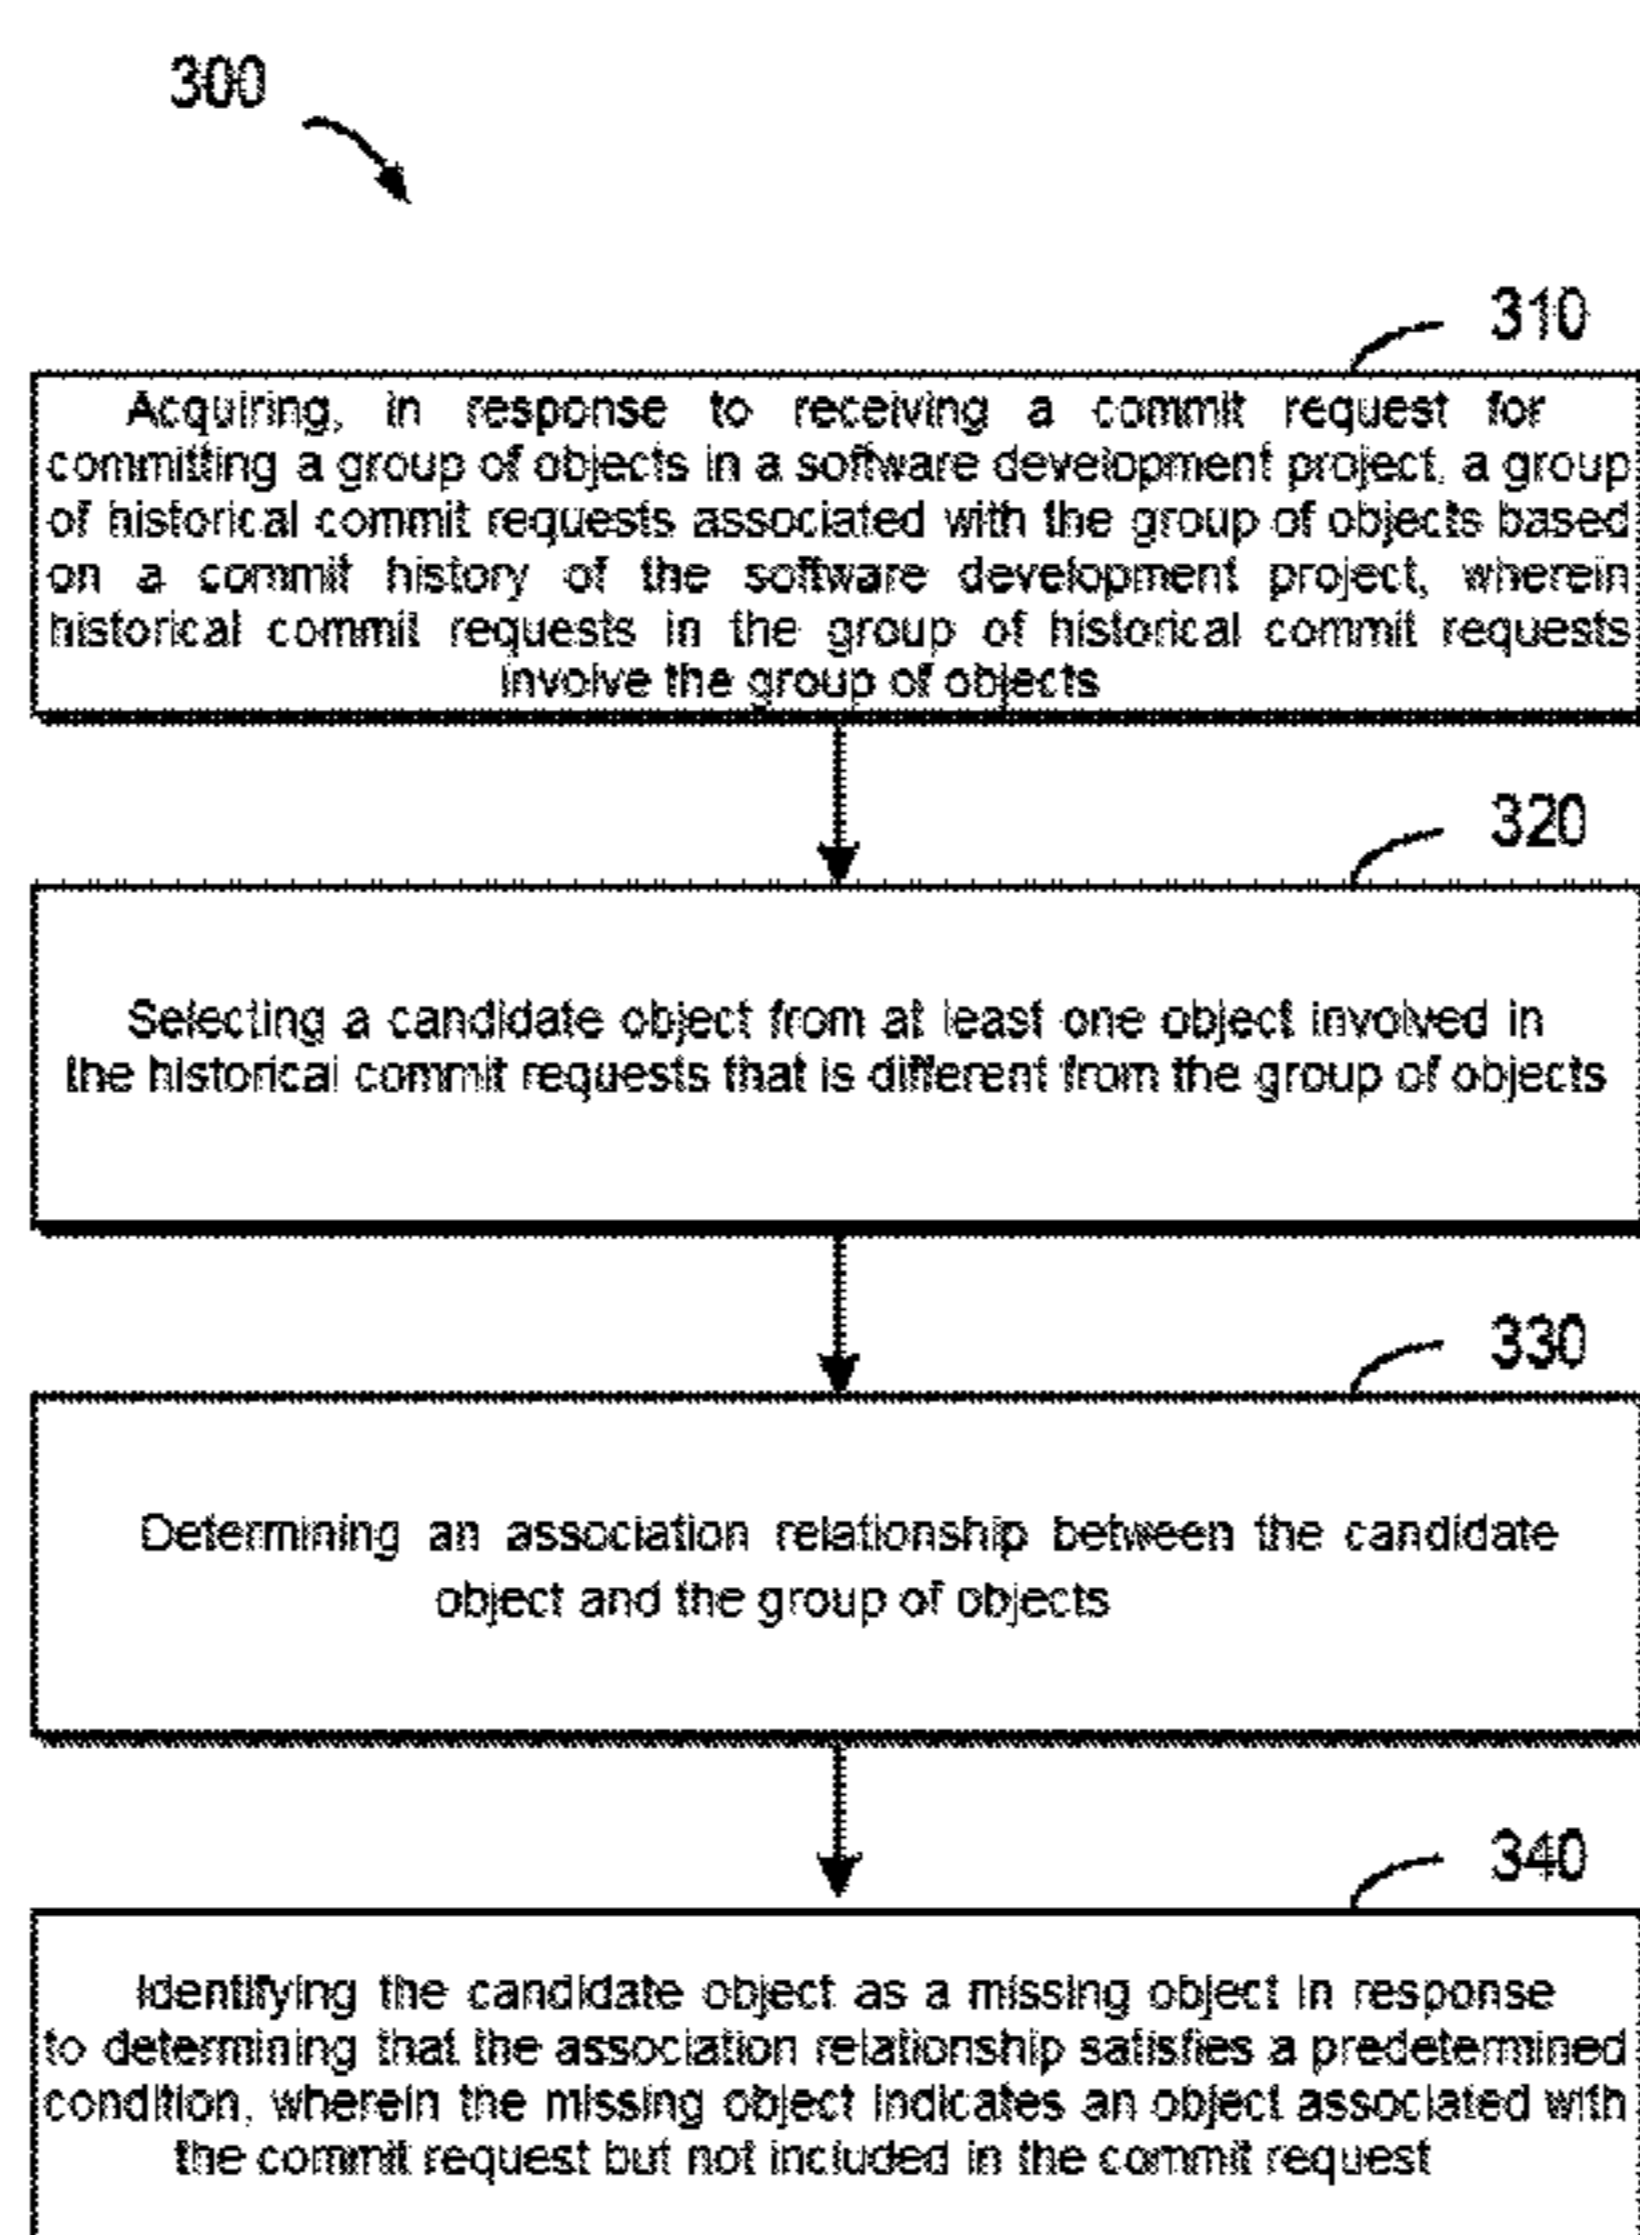 300
310
Acquiring, in response to receiving a commit request for
committing a group of objects in a software development project, a group
of historical commit requests associated with the group of objects based
on a commit history of the software development project, wherein
historical commit requests in the group of historical commit requests
involve the group of objects
320
Selecting a candidate object from at least one object involved in
the historical commit requests that is different from the group of objects
330
Determining an association relationship between the candidate
object and the group of objects
340
Identifying the candidate object as a missing object in response
to determining that the association relationship satisfies a predetermined
condition, wherein the missing object indicates an object associated with
the commit request but not included in the commit request